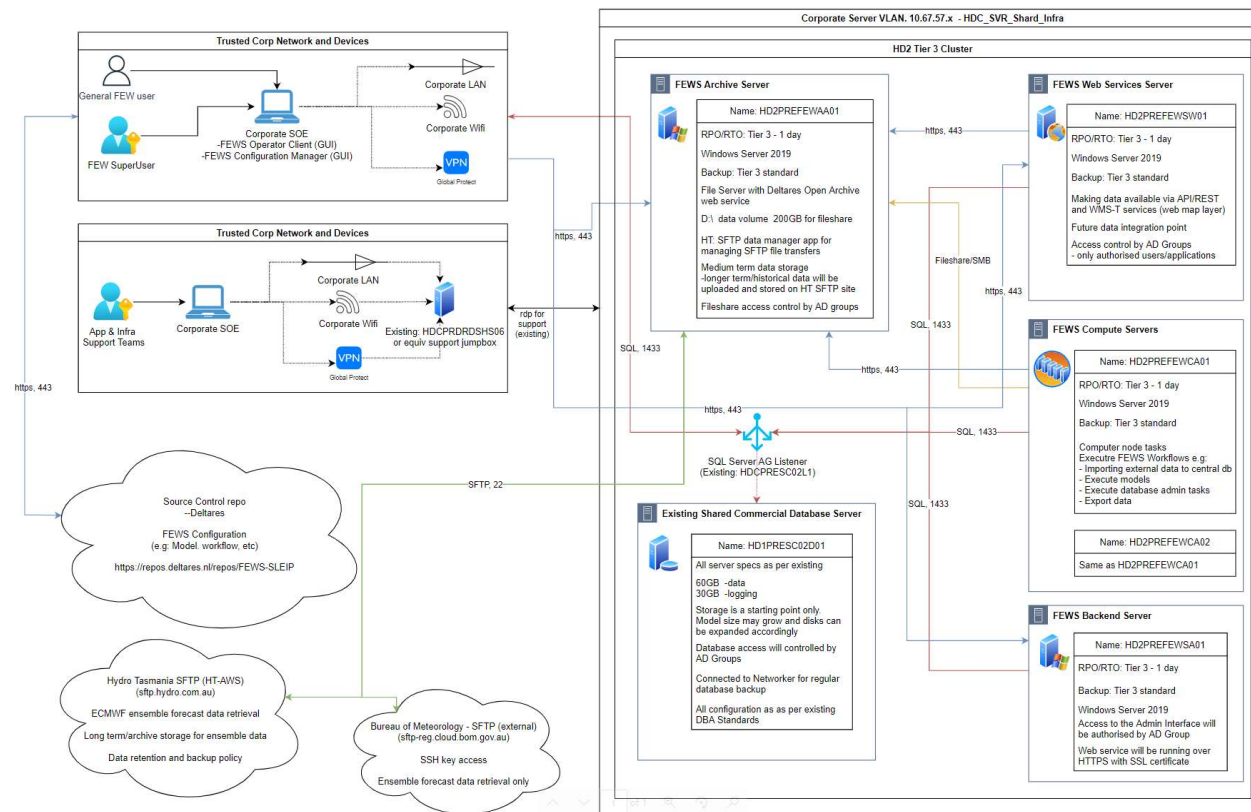 Corporate Server VLAN. 10.67.57.x - HDC_SVR_Shard_Infra
Trusted Corp Network and Devices
General FEW user
FEW SuperUser
Corporate SOE
-FEWS Operator Client (GUI)
-FEWS Configuration Manager (GUI)
Corporate LAN
Corporate Wifi
VPN
Global Protect
Trusted Corp Network and Devices
App & Infra
Support Teams
Corporate SOE
Corporate LAN
Corporate Wifi
VPN
Global Protect
Existing: HDCPRDRDSHS06
or equiv support jumpbox
https, 443
https, 443
rdp for
support
(existing)
SQL, 1433
https, 443
SFTP, 22
Source Control repo
--Deltares
FEWS Configuration
(e.g: Model. workflow, etc)
https://repos.deltares.nl/repos/FEWS-SLEIP
Hydro Tasmania SFTP (HT-AWS)
(sftp.hydro.com.au)
ECMWF ensemble forecast data retrieval
Long term/archive storage for ensemble data
Data retention and backup policy
Bureau of Meteorology - SFTP (external)
(sftp-reg.cloud.bom.gov.au)
SSH key access
Ensemble forecast data retrieval only
HD2 Tier 3 Cluster
FEWS Archive Server
Name: HD2PREFEWAA01
RPO/RTO: Tier 3 - 1 day
Windows Server 2019
Backup: Tier 3 standard
File Server with Deltares Open Archive
web service
D:\ data volume 200GB for fileshare
HT: SFTP data manager app for
managing SFTP file transfers
Medium term data storage
-longer term/historical data will be
uploaded and stored on HT SFTP site
Fileshare access control by AD groups
https, 443
Fileshare/SMB
https, 443
SQL, 1433
https, 443
SQL, 1433
SQL, 1433
SQL Server AG Listener
(Existing: HDCPRESC02L1)
Existing Shared Commercial Database Server
Name: HD1PRESC02D01
All server specs as per existing
60GB -data
30GB -logging
Storage is a starting point only.
Model size may grow and disks can
be expanded accordingly
Database access will controlled by
AD Groups
Connected to Networker for regular
database backup
All configuration as as per existing
DBA Standards
FEWS Web Services Server
Name: HD2PREFEWSW01
RPO/RTO: Tier 3 - 1 day
Windows Server 2019
Backup: Tier 3 standard
Making data available via API/REST
and WMS-T services (web map layer)
Future data integration point
Access control by AD Groups
- only authorised users/applications
FEWS Compute Servers
Name: HD2PREFEWCA01
RPO/RTO: Tier 3 - 1 day
Windows Server 2019
Backup: Tier 3 standard
Computer node tasks
Executre FEWS Workflows e.g:
- Importing external data to central db
- Execute models
- Execute database admin tasks
- Export data
Name: HD2PREFEWCA02
Same as HD2PREFEWCA01
FEWS Backend Server
Name: HD2PREFEWSA01
RPO/RTO: Tier 3 - 1 day
Backup: Tier 3 standard
Windows Server 2019
Access to the Admin Interface will
be authorised by AD Group
Web service will be running over
HTTPS with SSL certificate